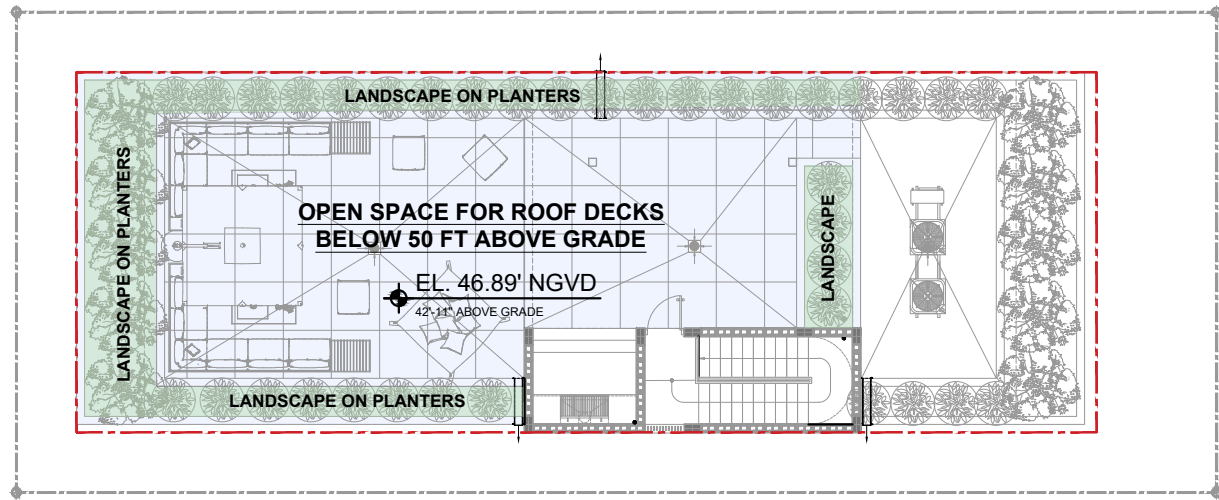 LANDSCAPE ON PLANTERS
LANDSCAPE ON PLANTERS
OPEN SPACE FOR ROOF DECKS
BELOW 50 FT ABOVE GRADE
LANDSCAPE
EL. 46.89' NGVD
42'-11" ABOVE GRADE
LANDSCAPE ON PLANTERS